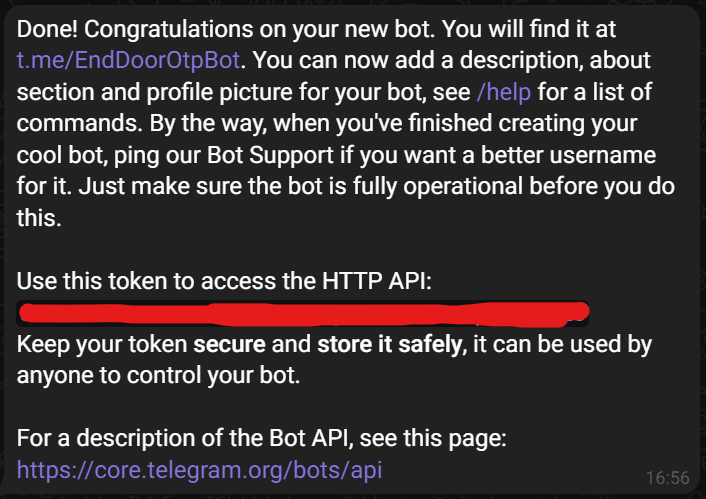 Done! Congratulations on your new bot. You will find it at
t.me/EndDoorOtpBot. You can now add a description, about
section and profile picture for your bot, see /help for a list of
commands. By the way, when you've finished creating your
cool bot, ping our Bot Support if you want a better username
for it. Just make sure the bot is fully operational before you do
this.
Use this token to access the HTTP API:
Keep your token secure and store it safely, it can be used by
anyone to control your bot.
For a description of the Bot API, see this page:
https://core.telegram.org/bots/api
16:56